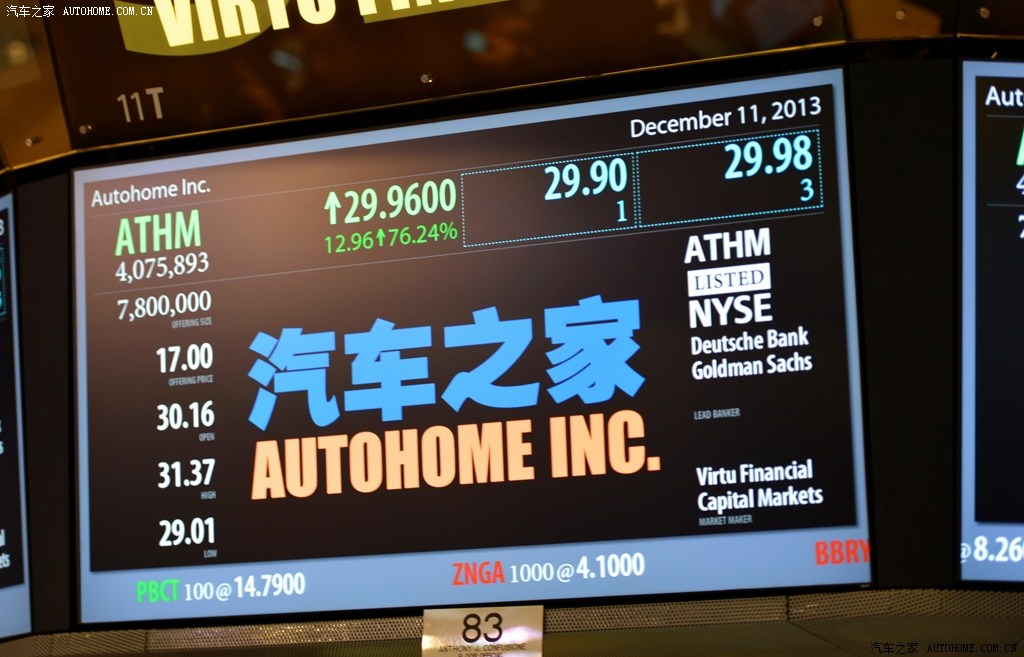 汽车之家 AUTOHOME.COM.CN
VIRTU
11T
December 11, 2013
Autohome Inc.
ATHM
4,075,893
↑29.9600
12.96↑76.24%
29.90
1
29.98
3
7,800,000
OFFERING SIZE
17.00
OFFERING PRICE
30.16
OPEN
31.37
HIGH
29.01
LOW
汽车之家
AUTOHOME INC.
ATHM
LISTED
NYSE
Deutsche Bank
Goldman Sachs
LEAD BANKER
Virtu Financial
Capital Markets
MARKET MAKER
PBCT 100@14.7900
ZNGA 1000@4.1000
BBRY
83
ANTHONY J. CONFUSIONE
Aut
@8.26
汽车之家 AUTOHOME.COM.CN